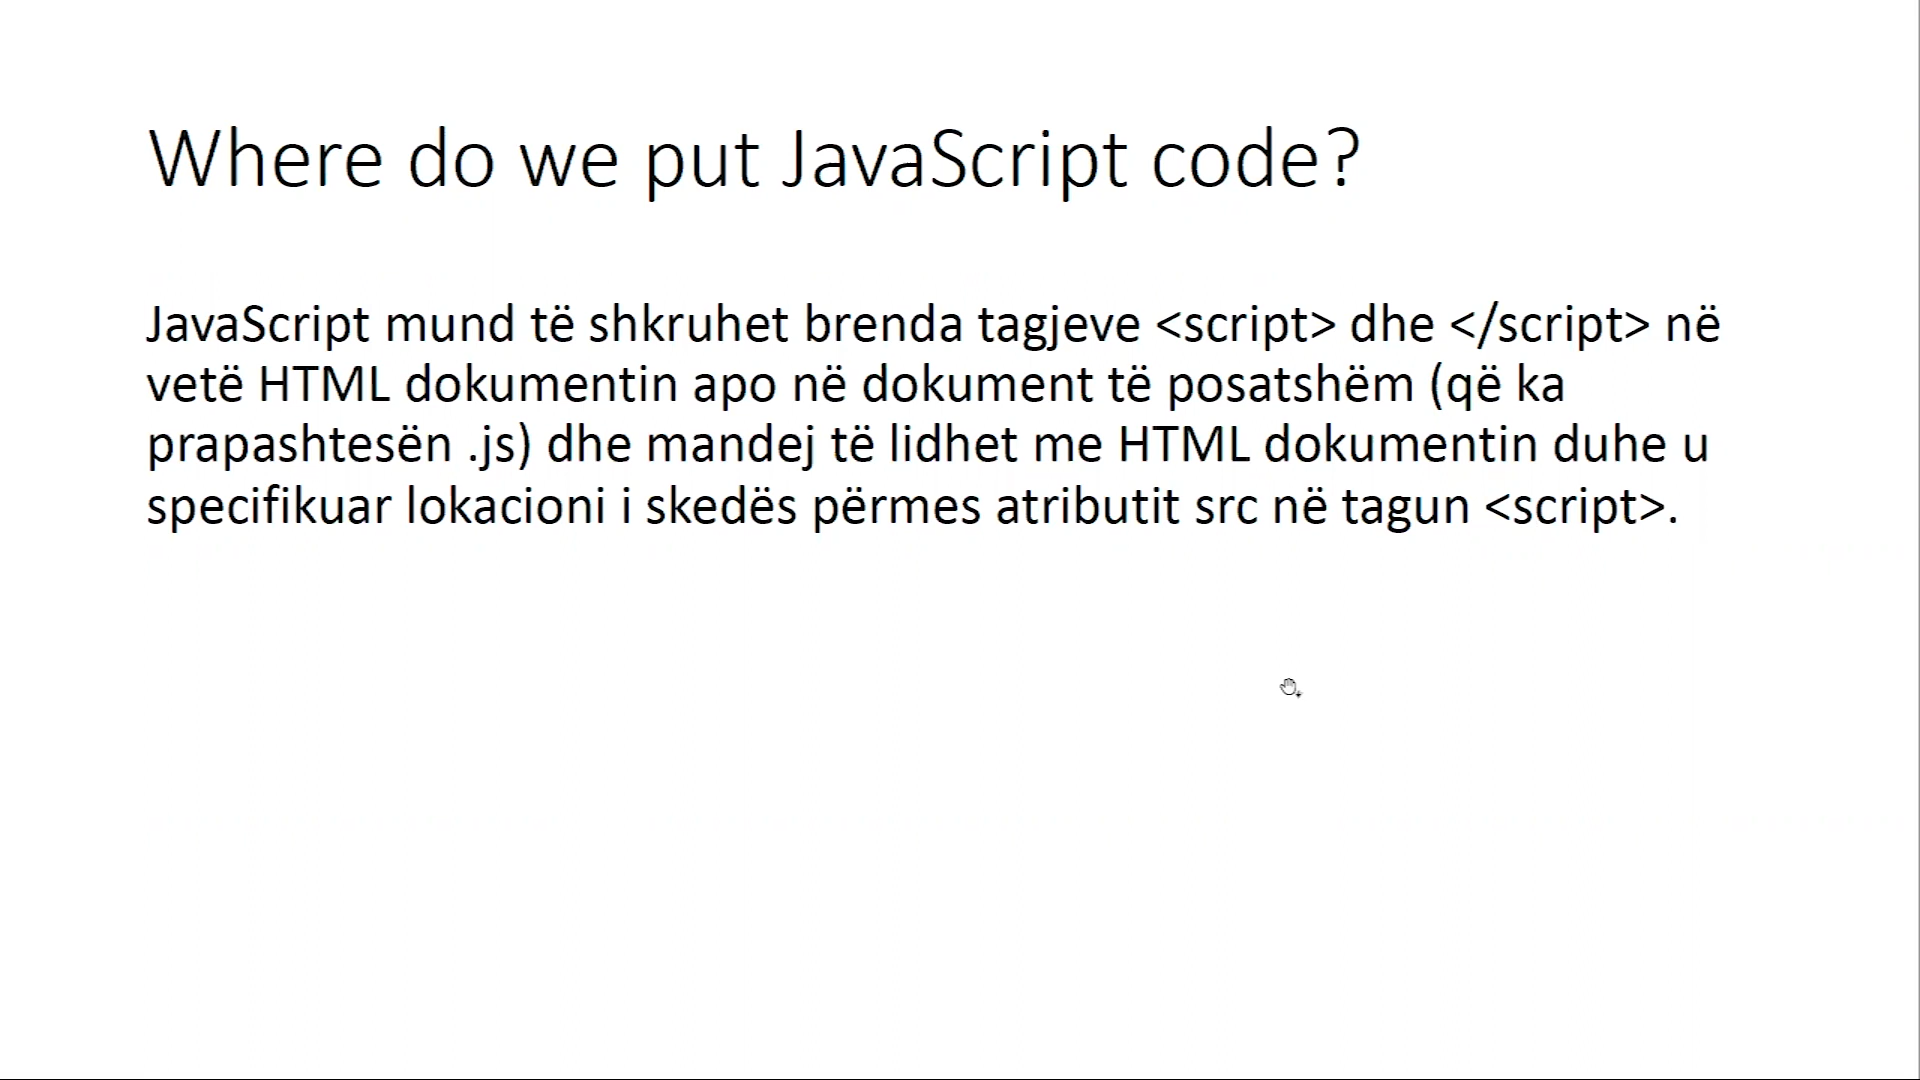 Where do we put JavaScript code?
JavaScript mund të shkruhet brenda tagjeve <script> dhe </script> në
vetë HTML dokumentin apo në dokument të posatshëm (që ka
prapashtesën .js) dhe mandej të lidhet me HTML dokumentin duhe u
specifikuar lokacioni i skedës përmes atributit src në tagun <script>.